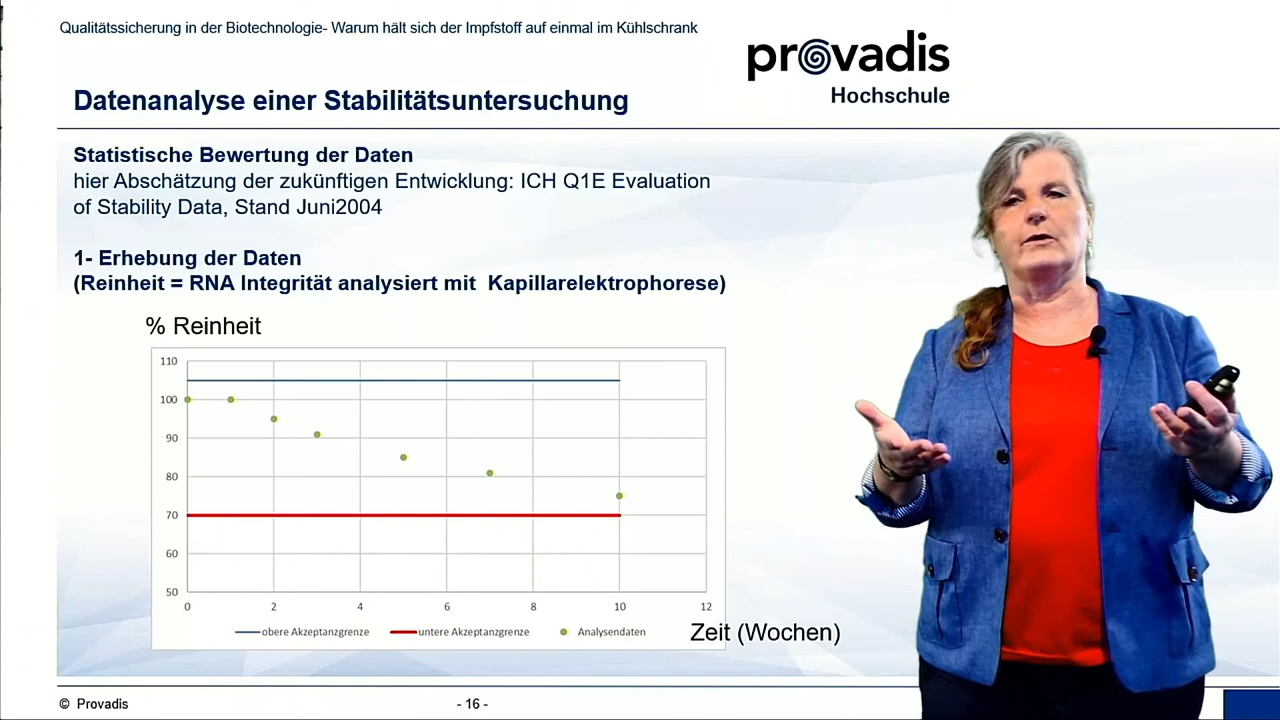 Qualitätssicherung in der Biotechnologie- Warum hält sich der Impfstoff auf einmal im Kühlschrank
provadis
Hochschule
Datenanalyse einer Stabilitätsuntersuchung
Statistische Bewertung der Daten
hier Abschätzung der zukünftigen Entwicklung: ICH Q1E Evaluation
of Stability Data, Stand Juni2004
1- Erhebung der Daten
(Reinheit = RNA Integrität analysiert mit Kapillarelektrophorese)
% Reinheit
110
100
90
80
70
60
50
0 2 4 6 8 10 12
obere Akzeptanzgrenze untere Akzeptanzgrenze Analysendaten
Zeit (Wochen)
© Provadis
- 16 -